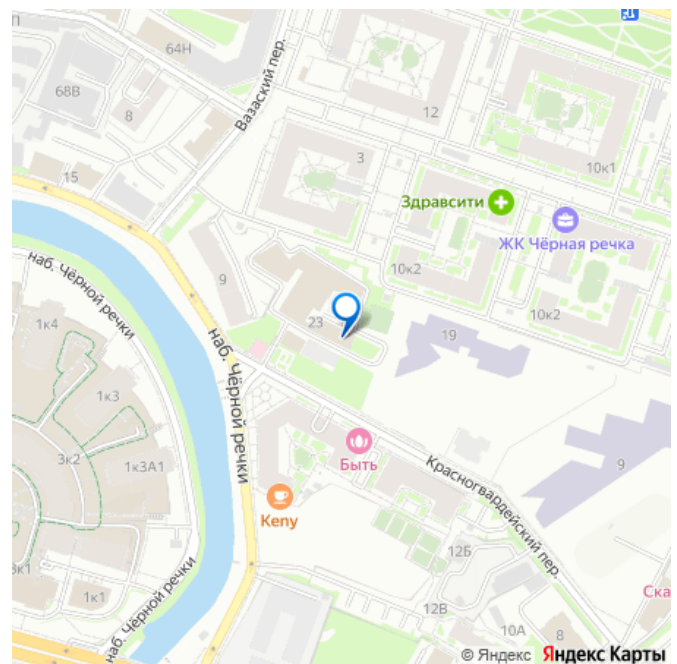 П
64Н
68В
8
Вазаский пер.
12
3
10к1
15
Здравсити
ЖК Чёрная речка
наб. Чёрной речки
9
10к2
10к2
1к4
23
19
наб. Чёрной речки
1к3
3к2
1к3А1
Быть
Красногвардейский пер.
9
Кепу
12Б
3к1
наб. Чёрной речки
1к1
12В
10А
8
Ска
© Яндекс Яндекс Карты